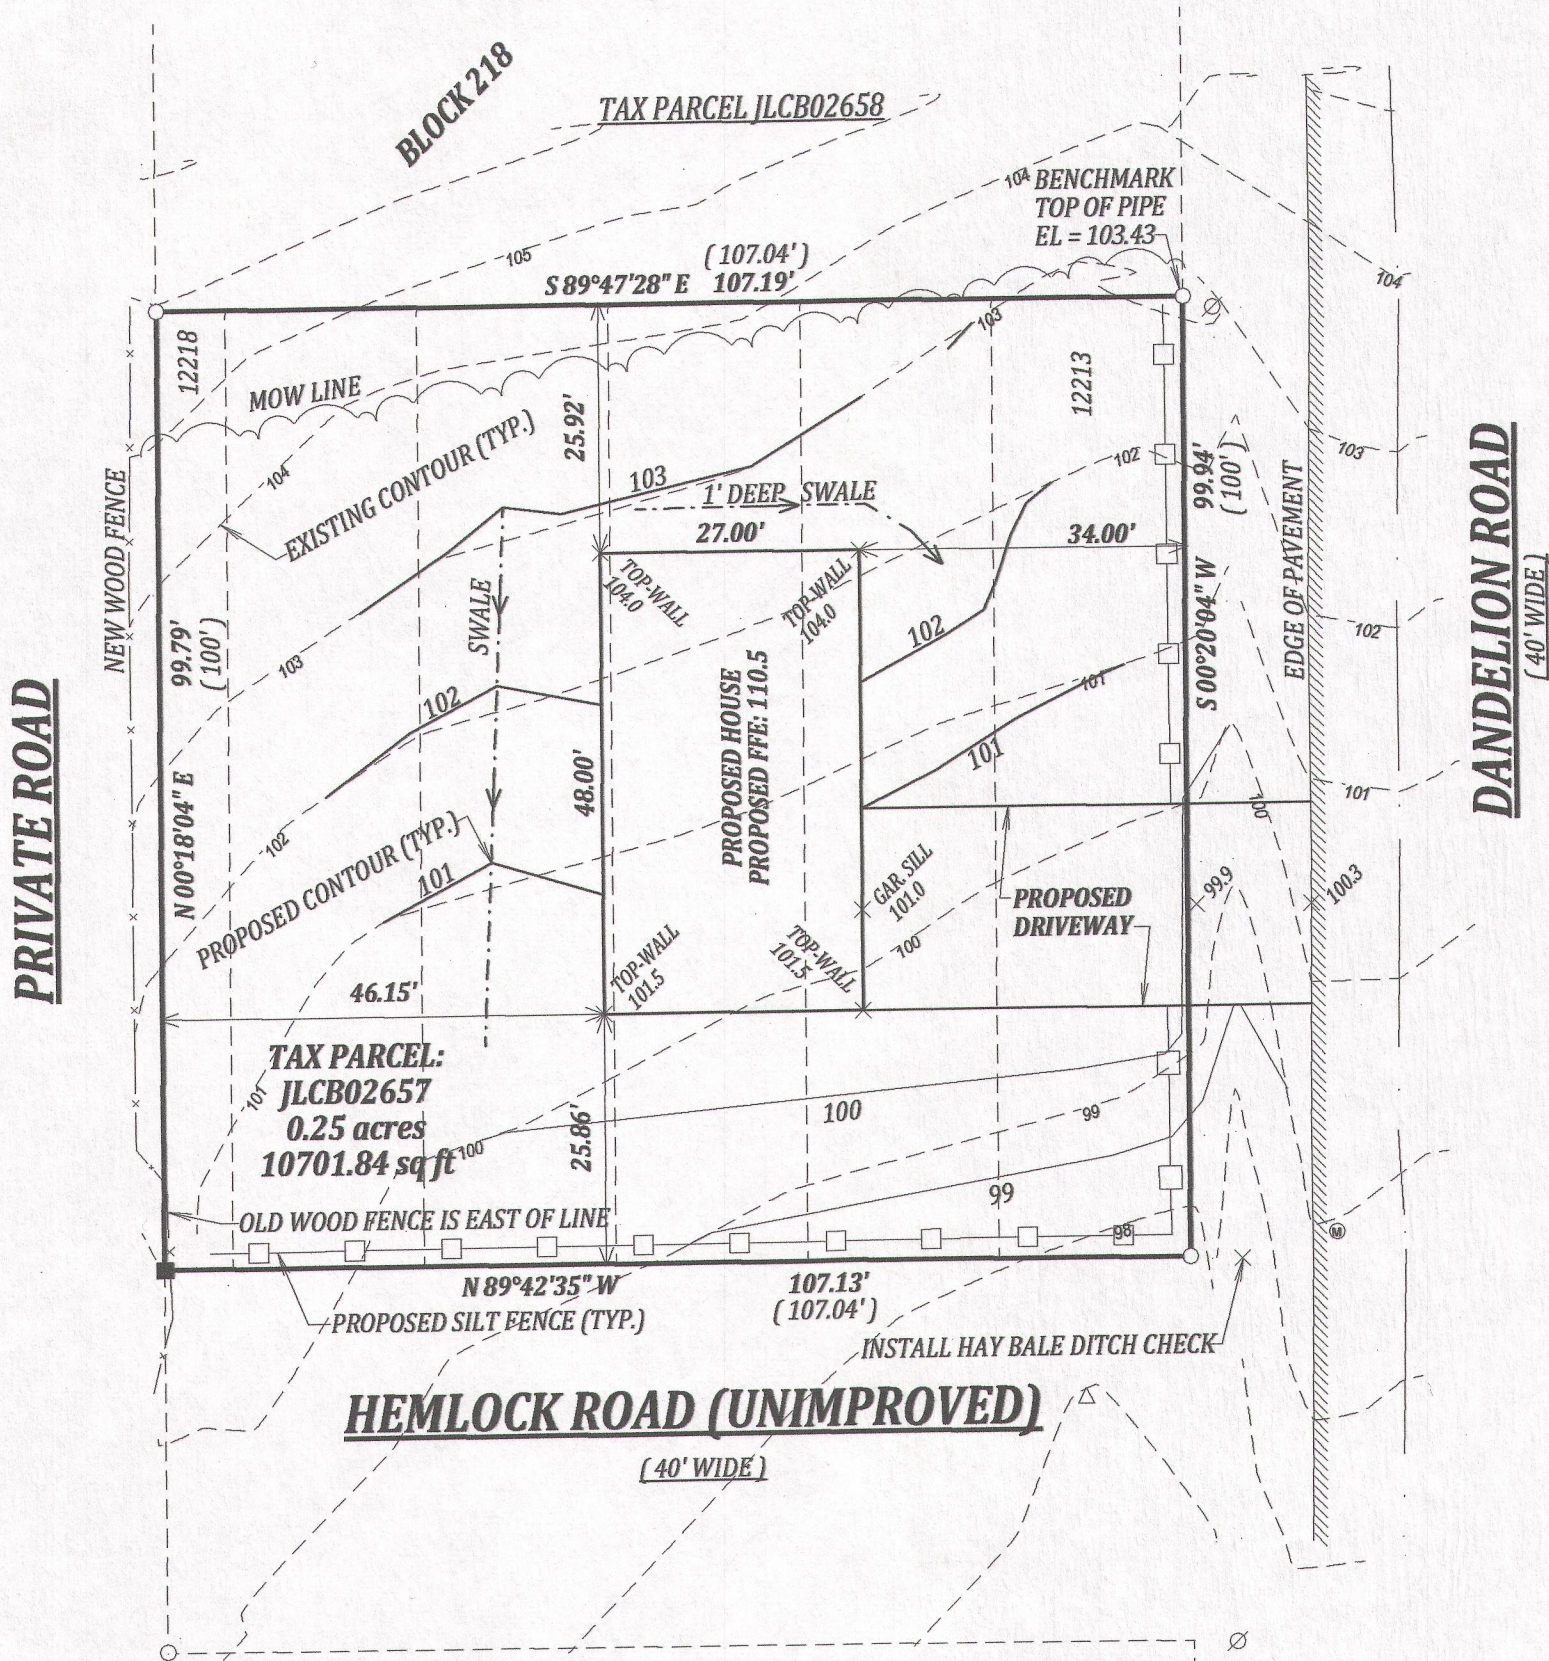 BLOCK 218
TAX PARCEL JLCB02658
104
BENCHMARK
TOP OF PIPE
EL = 103.43
105
( 107.04' )
S 89°47'28" E 107.19'
104
103
12218
12213
MOW LINE
EXISTING CONTOUR (TYP.)
104
25.92'
103
1' DEEP SWALE
27.00'
34.00'
102
99.94'
( 100' )
103
NEW WOOD FENCE
EDGE OF PAVEMENT
DANDELION ROAD
( 40' WIDE )
SWALE
TOP-WALL
104.0
TOP-WALL
104.0
S 00°20'04" W
102
102
99.79'
( 100' )
103
102
101
101
PROPOSED HOUSE
PROPOSED FFE: 110.5
48.00'
PRIVATE ROAD
N 00°18'04" E
102
100
101
PROPOSED CONTOUR (TYP.)
101
GAR. SILL
101.0
PROPOSED
DRIVEWAY
99.9
100.3
100
TOP-WALL
101.5
TOP-WALL
101.5
46.15'
TAX PARCEL:
JLCB02657
0.25 acres
10701.84 sq ft
101
100
25.86'
100
99
99
98
OLD WOOD FENCE IS EAST OF LINE
M
N 89°42'35" W
107.13'
( 107.04' )
PROPOSED SILT FENCE (TYP.)
INSTALL HAY BALE DITCH CHECK
HEMLOCK ROAD (UNIMPROVED)
( 40' WIDE )